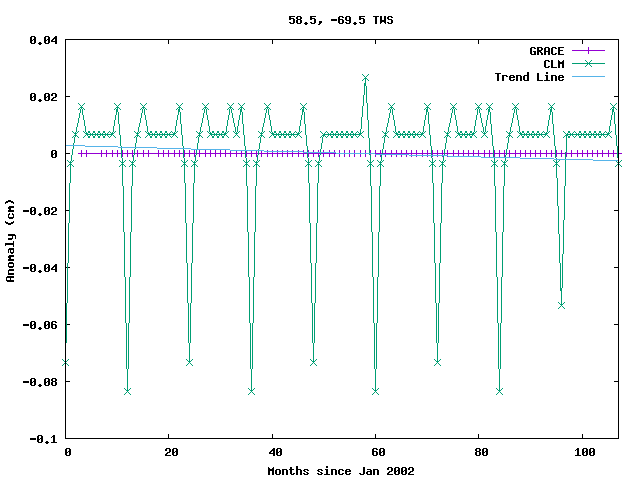 58.5, -69.5 TWS
0.04
GRACE
CLM
Trend Line
0.02
0
-0.02
-0.04
-0.06
-0.08
-0.1
Anomaly (cm)
0 20 40 60 80 100
Months since Jan 2002